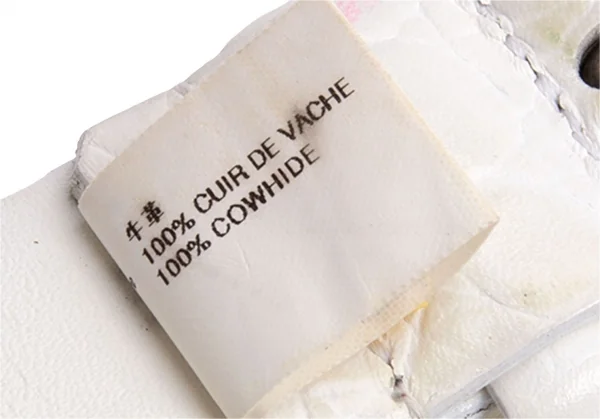 牛革
100% CUIR DE VACHE
100% COWHIDE